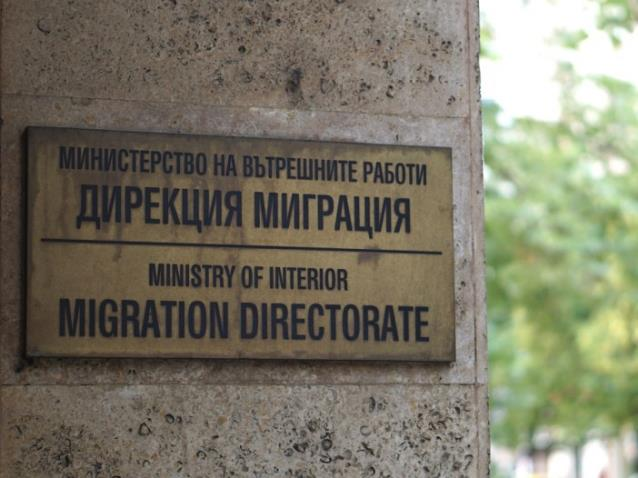 МИНИСТЕРСТВО НА ВЪТРЕШНИТЕ РАБОТИ
ДИРЕКЦИЯ МИГРАЦИЯ
MINISTRY OF INTERIOR
MIGRATION DIRECTORATE